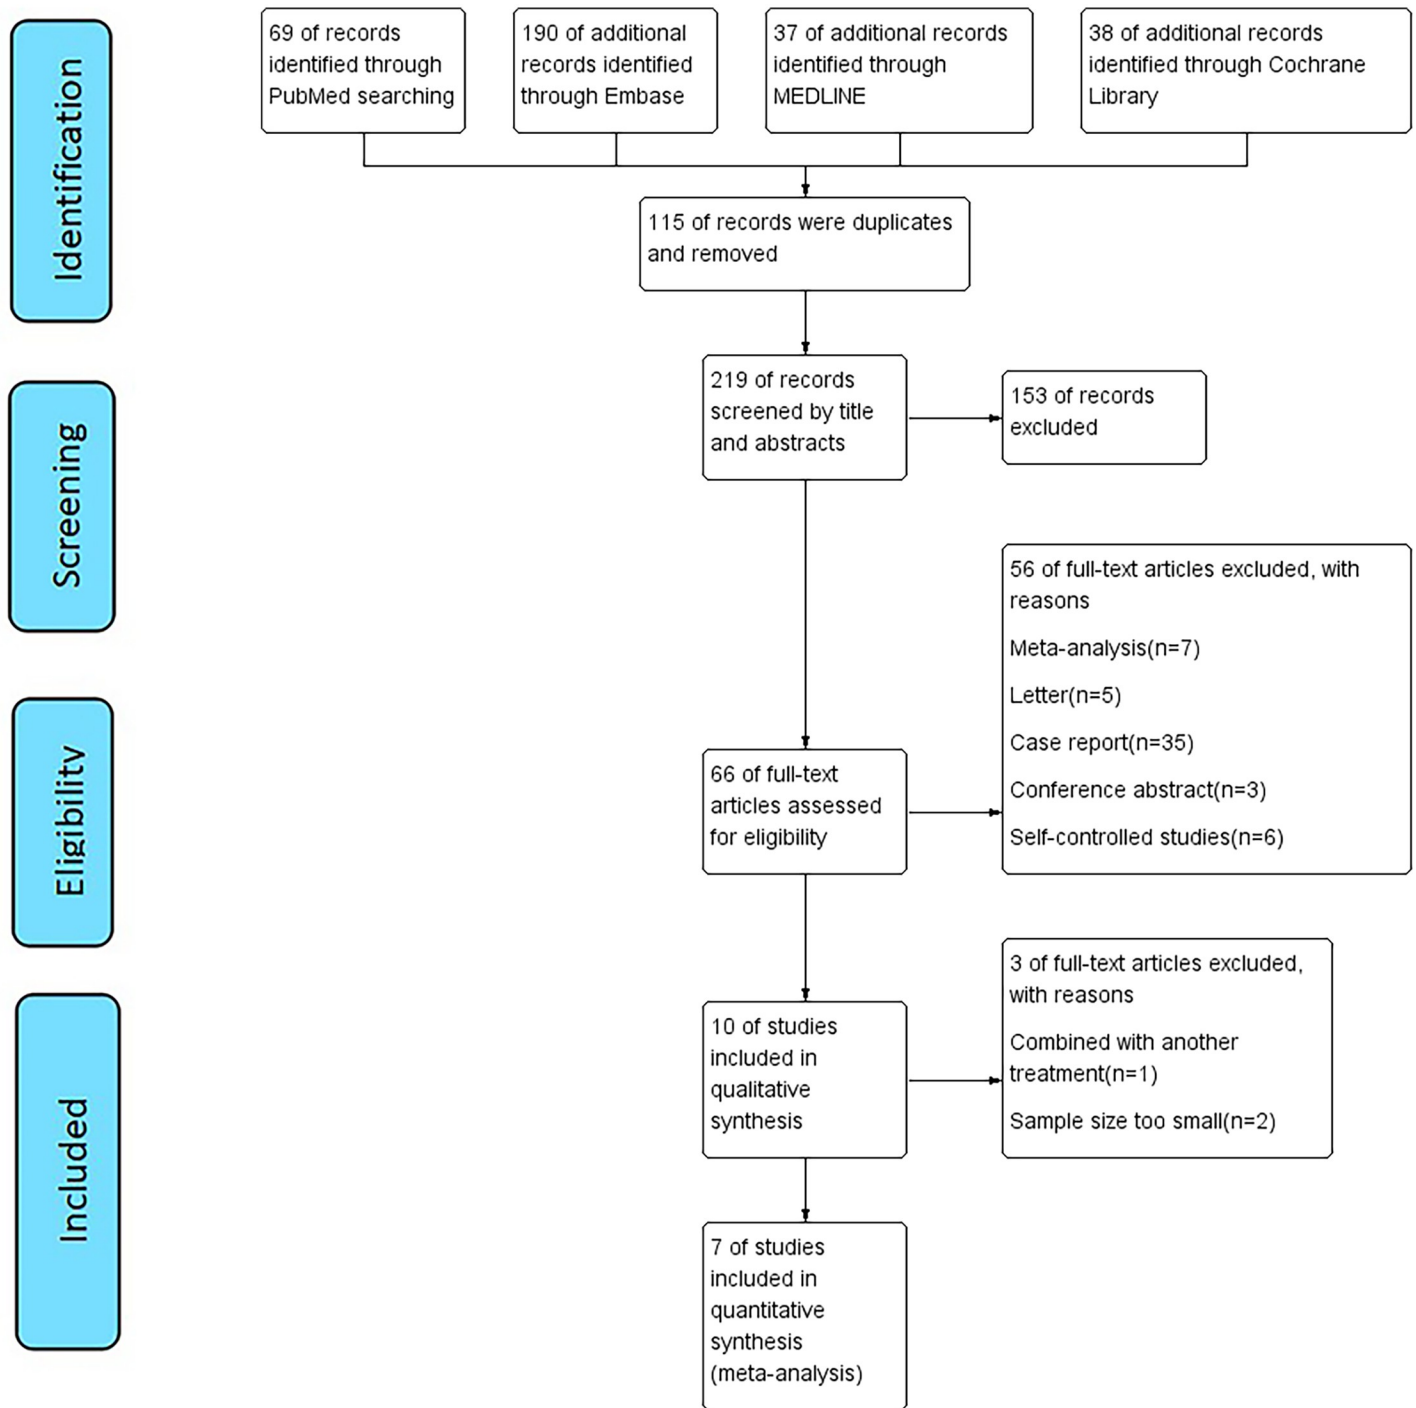 Identification
69 of records
identified through
PubMed searching
190 of additional
records identified
through Embase
37 of additional records
identified through
MEDLINE
38 of additional records
identified through Cochrane
Library
115 of records were duplicates
and removed
Screening
219 of records
screened by title
and abstracts
153 of records
excluded
Eligibility
66 of full-text
articles assessed
for eligibility
56 of full-text articles excluded, with
reasons
Meta-analysis(n=7)
Letter(n=5)
Case report(n=35)
Conference abstract(n=3)
Self-controlled studies(n=6)
Included
10 of studies
included in
qualitative
synthesis
3 of full-text articles excluded,
with reasons
Combined with another
treatment(n=1)
Sample size too small(n=2)
7 of studies
included in
quantitative
synthesis
(meta-analysis)